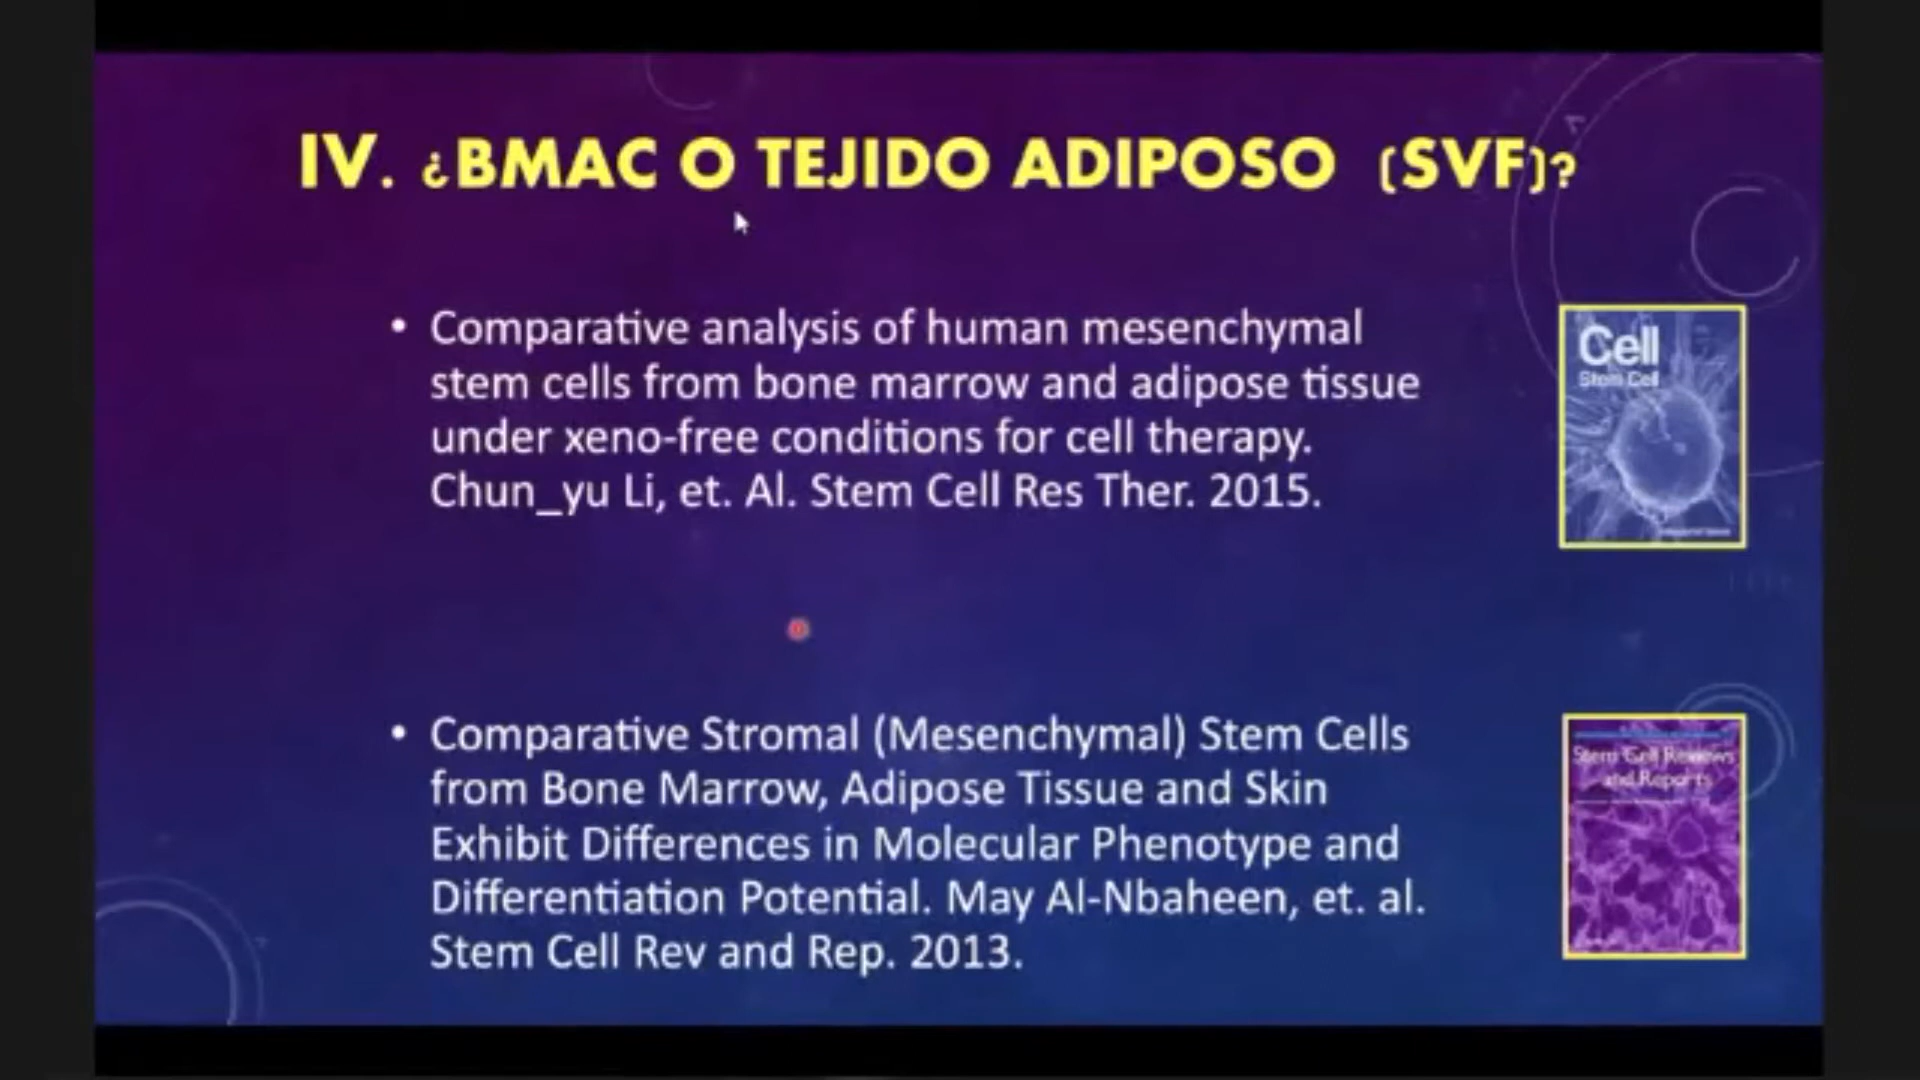 IV. ¿BMAC O TEJIDO ADIPOSO (SVF)?
• Comparative analysis of human mesenchymal
stem cells from bone marrow and adipose tissue
under xeno-free conditions for cell therapy.
Chun_yu Li, et. Al. Stem Cell Res Ther. 2015.
Cell
Stem Cell
• Comparative Stromal (Mesenchymal) Stem Cells
from Bone Marrow, Adipose Tissue and Skin
Exhibit Differences in Molecular Phenotype and
Differentiation Potential. May Al-Nbaheen, et. al.
Stem Cell Rev and Rep. 2013.
Stem Cell Reviews
and Reports